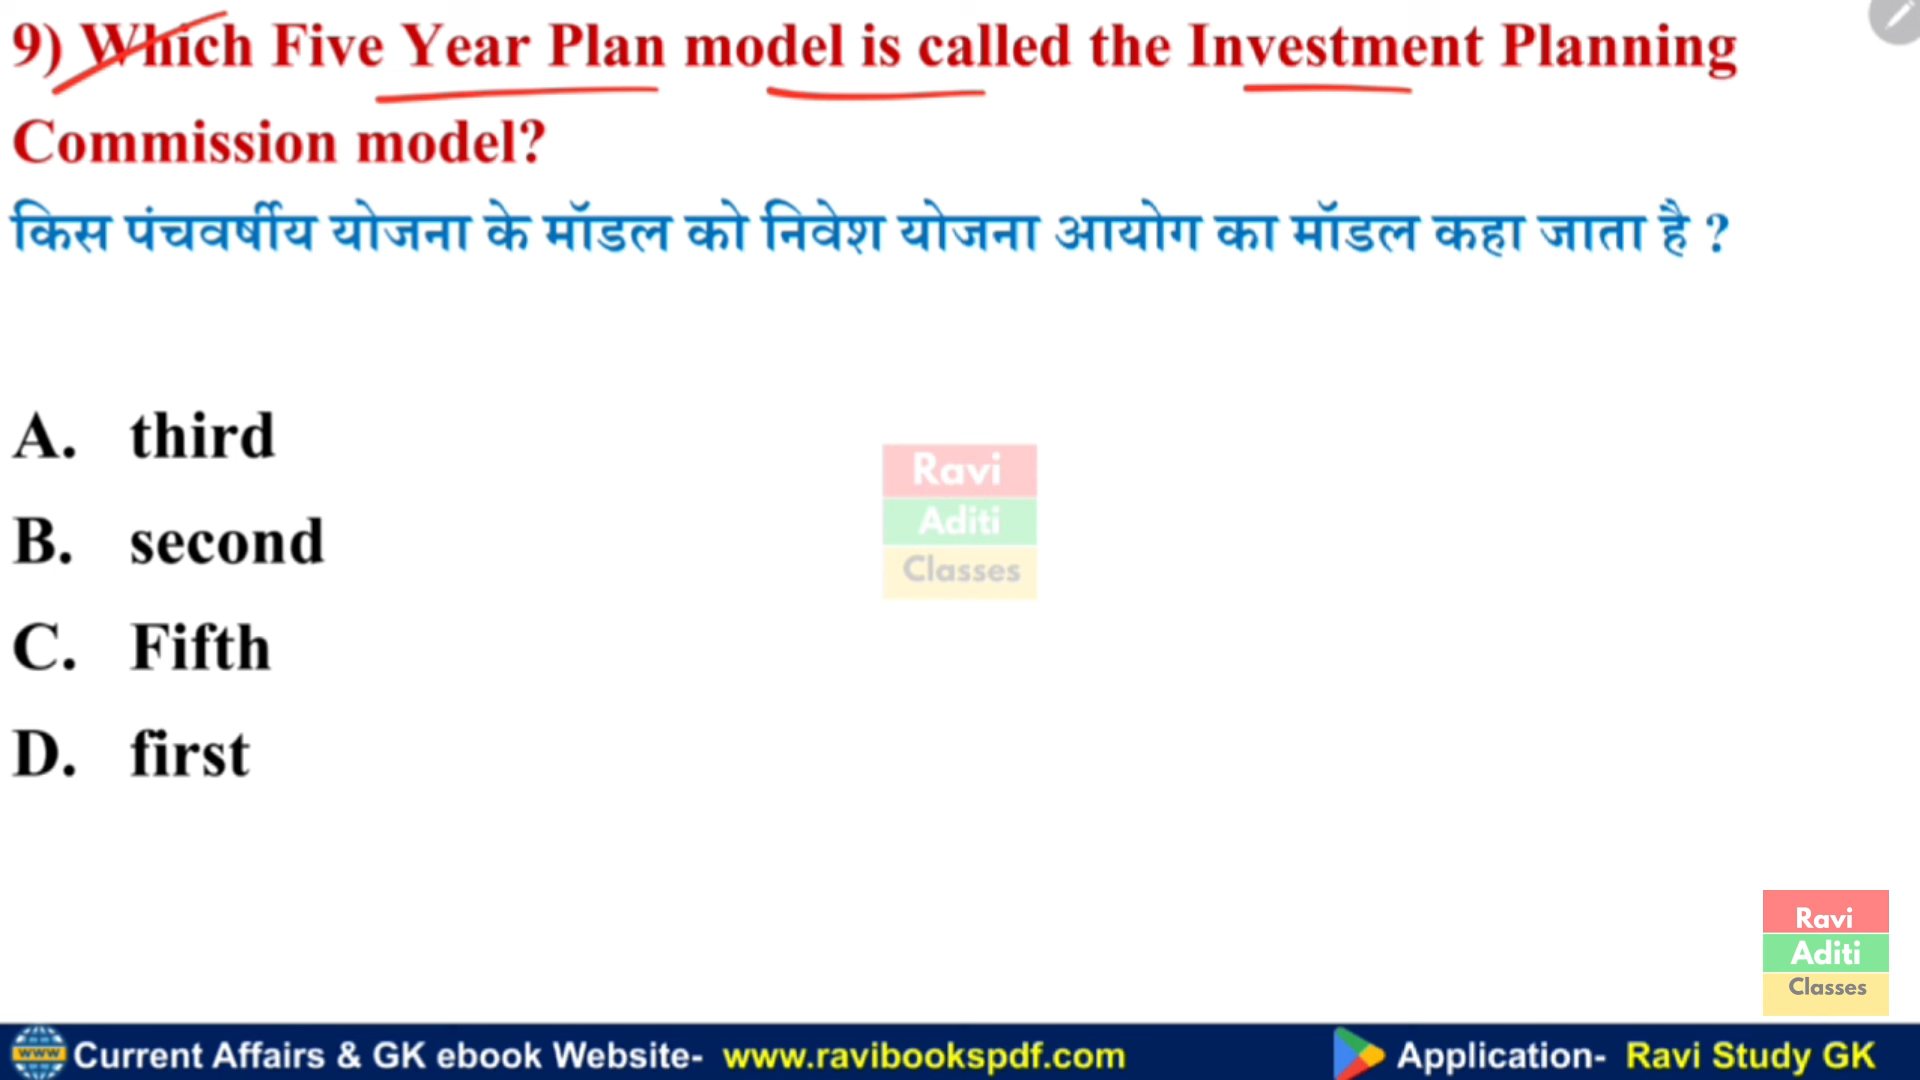 9) Which Five Year Plan model is called the Investment Planning
Commission model?
किस पंचवर्षीय योजना के मॉडल को निवेश योजना आयोग का मॉडल कहा जाता है ?
A. third
Ravi
Aditi
Classes
B. second
C. Fifth
D. first
Ravi
Aditi
Classes
www Current Affairs & GK ebook Website- www.ravibookspdf.com Application- Ravi Study GK